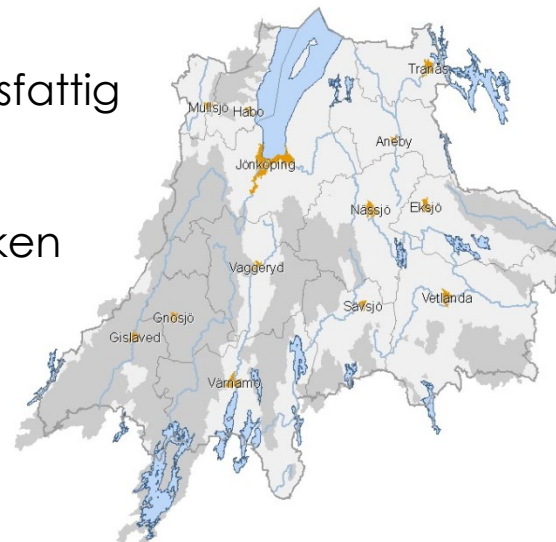 sfattig
ken
Tranås
Mullsjö
Habo
Aneby
Jönköping
Nässjö
Eksjö
Vaggeryd
Sävsjö
Vetlanda
Gnosjö
Gislaved
Värnamo